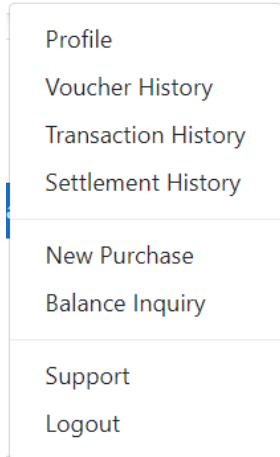 Profile
Voucher History
Transaction History
Settlement History
New Purchase
Balance Inquiry
Support
Logout